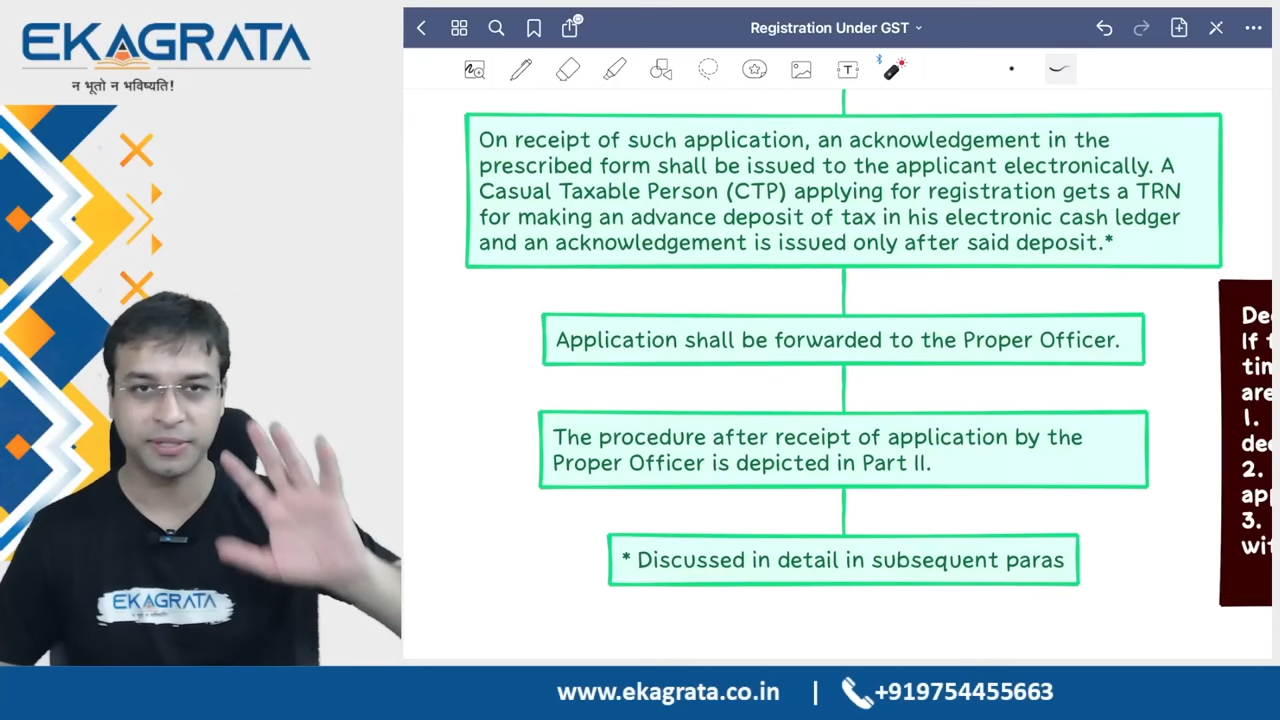 EKAGRATA
न भूतो न भविष्यति!
Registration Under GST
T
On receipt of such application, an acknowledgement in the
prescribed form shall be issued to the applicant electronically. A
Casual Taxable Person (CTP) applying for registration gets a TRN
for making an advance deposit of tax in his electronic cash ledger
and an acknowledgement is issued only after said deposit.*
Application shall be forwarded to the Proper Officer.
The procedure after receipt of application by the
Proper Officer is depicted in Part II.
* Discussed in detail in subsequent paras
1.
2.
3.
EKAGRATA
www.ekagrata.co.in | +919754455663